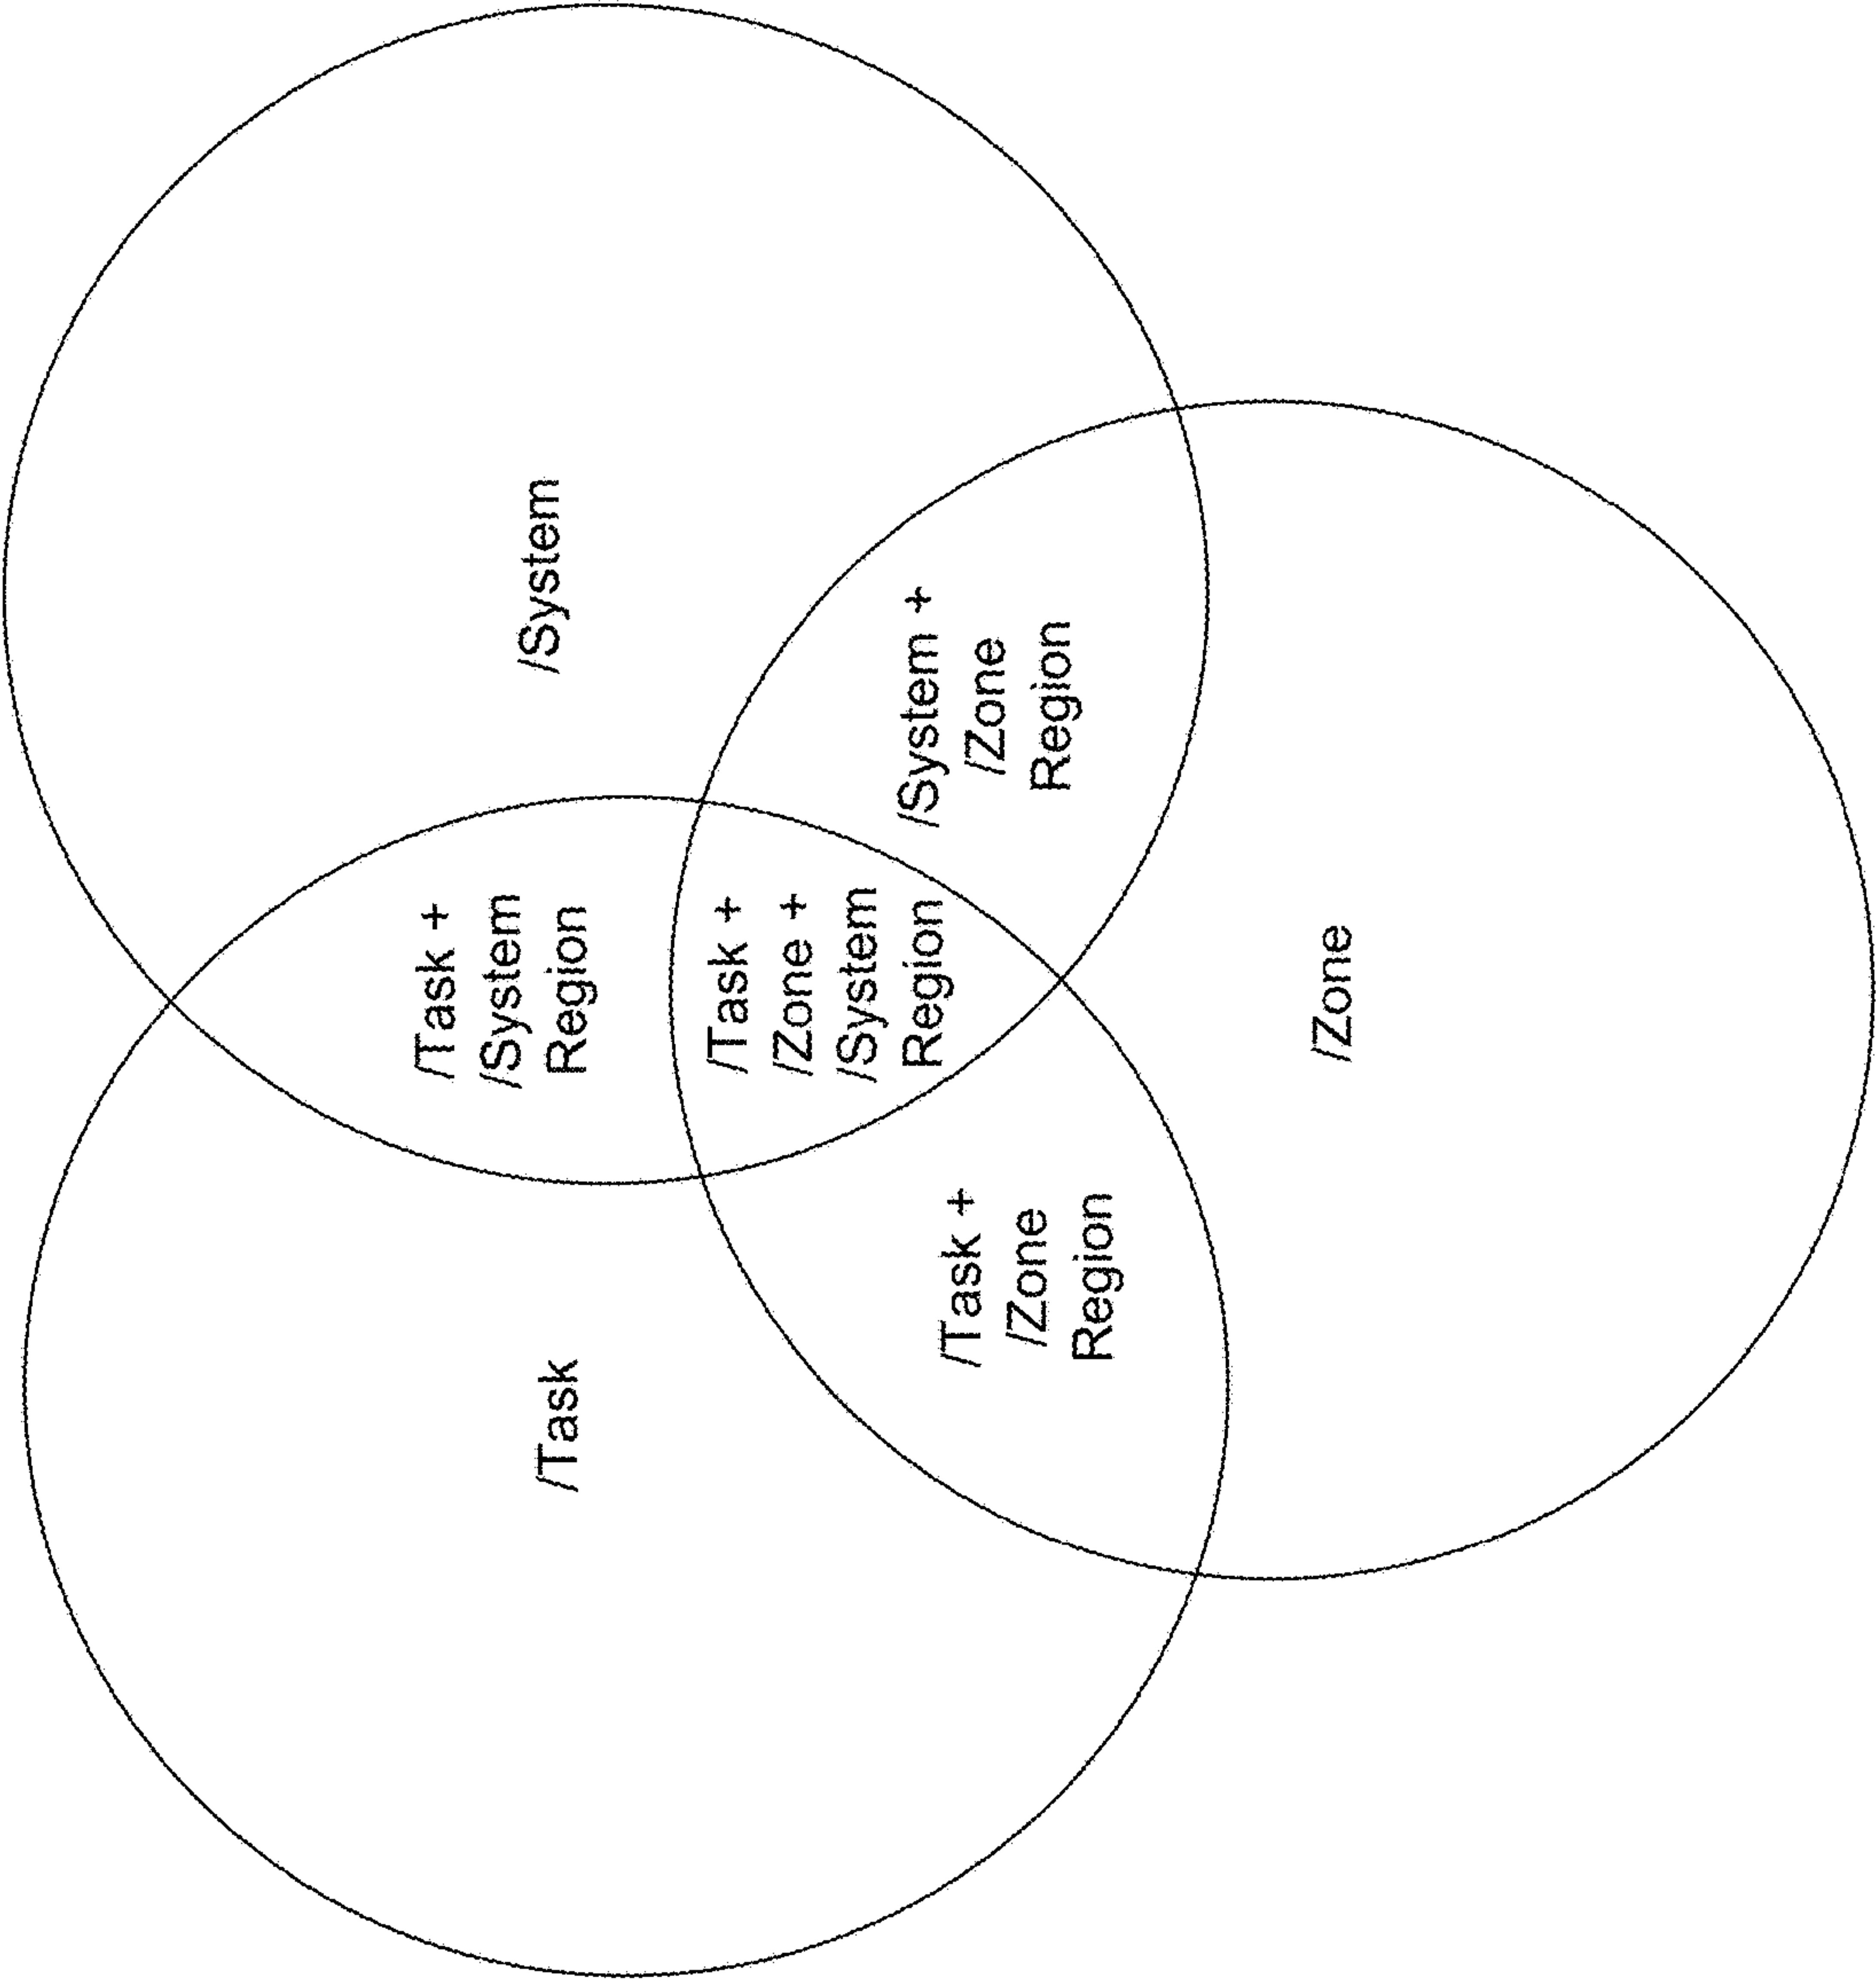 /Task
/Task +
/System
Region
/System
/Task +
/Zone +
/System
Region
/Task +
/Zone
Region
/System +
/Zone
Region
/Zone